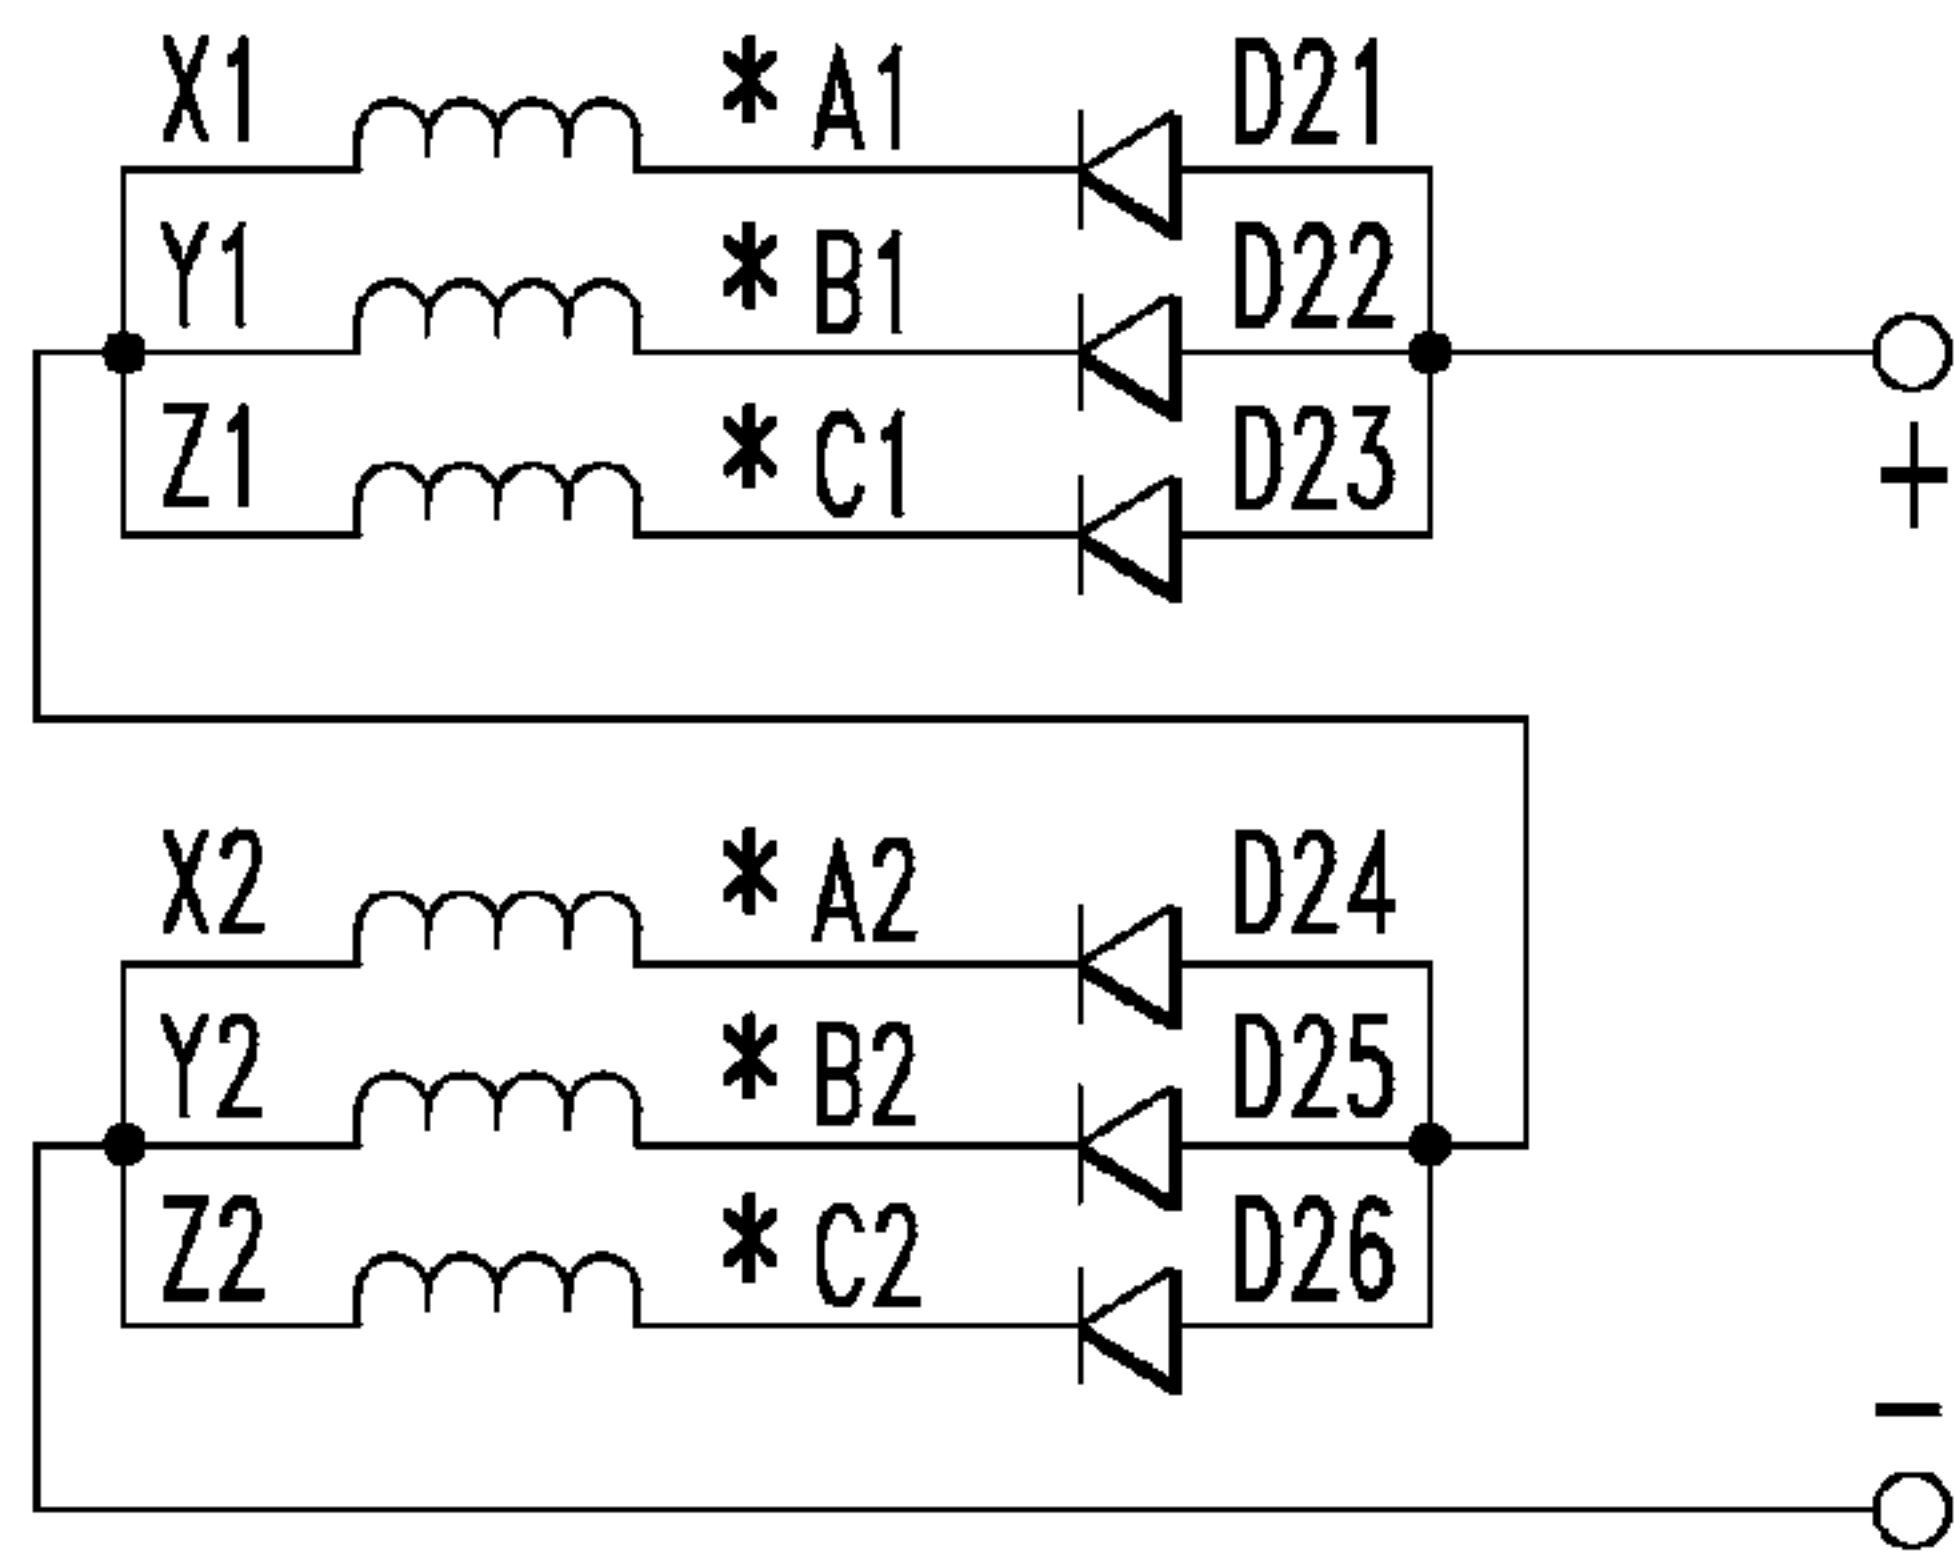 X1 * A1 D21
Y1 * B1 D22
Z1 * C1 D23
+
X2 * A2 D24
Y2 * B2 D25
Z2 * C2 D26
−